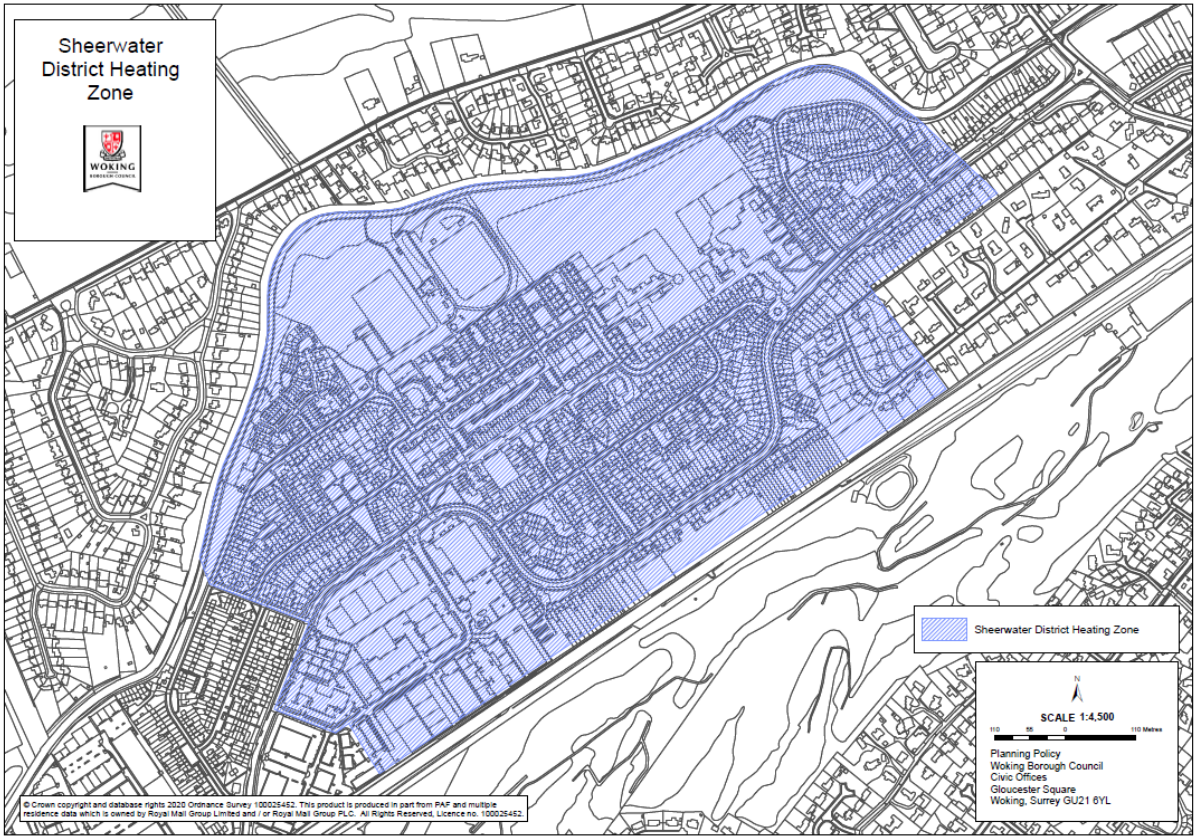 Sheerwater
District Heating
Zone
WOKING
BOROUGH COUNCIL
Sheerwater District Heating Zone
N
SCALE 1:4,500
110 55 0 110 Metres
Planning Policy
Woking Borough Council
Civic Offices
Gloucester Square
Woking, Surrey GU21 6YL
© Crown copyright and database rights 2020 Ordnance Survey 100025452. This product is produced in part from PAF and multiple
residence data which is owned by Royal Mail Group Limited and / or Royal Mail Group PLC. All Rights Reserved, Licence no. 100025452.